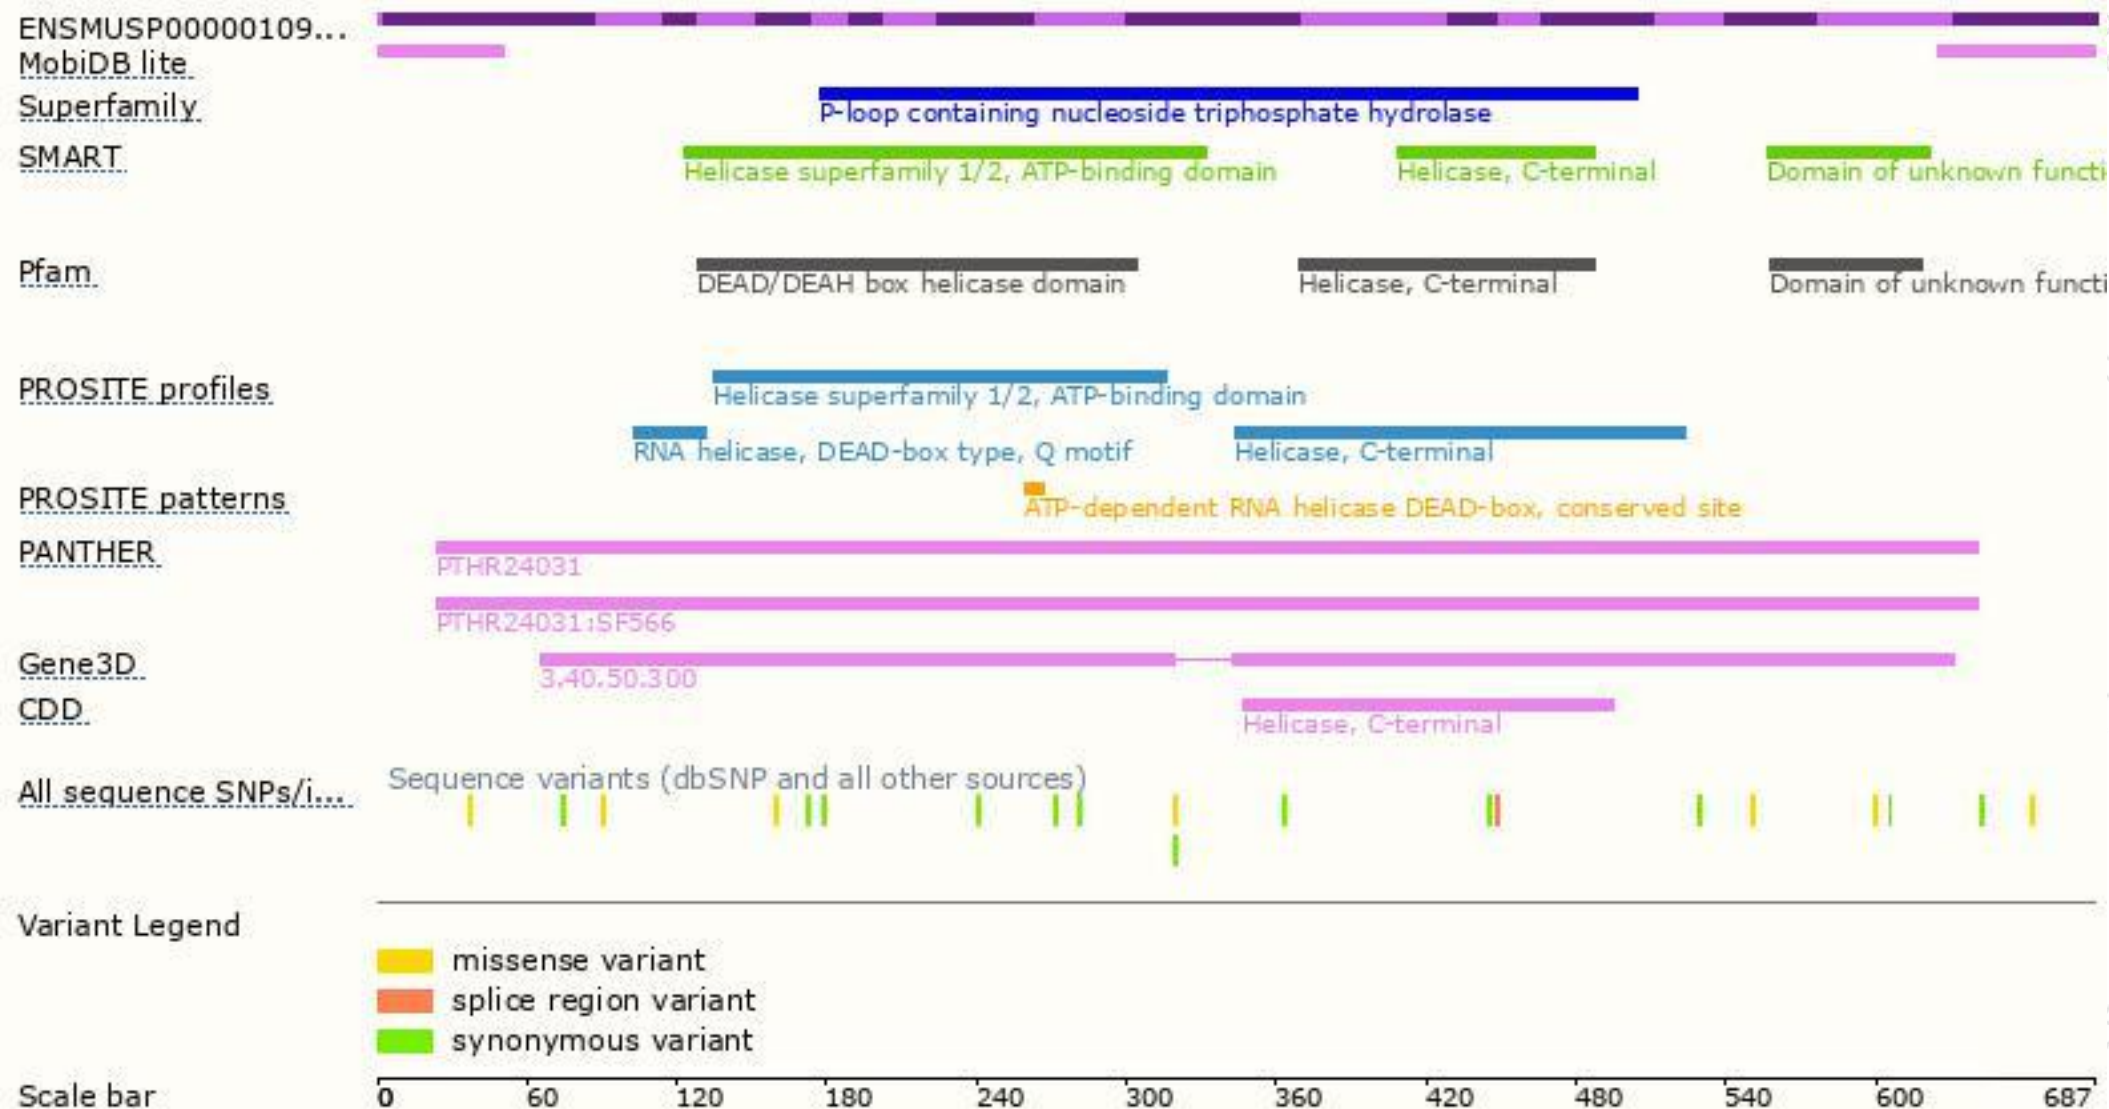 ENSMUSP00000109...
MobiDB lite
Superfamily
P-loop containing nucleoside triphosphate hydrolase
SMART
Helicase superfamily 1/2, ATP-binding domain Helicase, C-terminal Domain of unknown functi
Pfam
DEAD/DEAH box helicase domain Helicase, C-terminal Domain of unknown functi
PROSITE profiles
Helicase superfamily 1/2, ATP-binding domain
RNA helicase, DEAD-box type, Q motif Helicase, C-terminal
PROSITE patterns
ATP-dependent RNA helicase DEAD-box, conserved site
PANTHER
PTHR24031
PTHR24031:SF566
Gene3D
3.40.50.300
CDD
Helicase, C-terminal
Sequence variants (dbSNP and all other sources)
All sequence SNPs/i...
Variant Legend
missense variant
splice region variant
synonymous variant
Scale bar 0 60 120 180 240 300 360 420 480 540 600 687